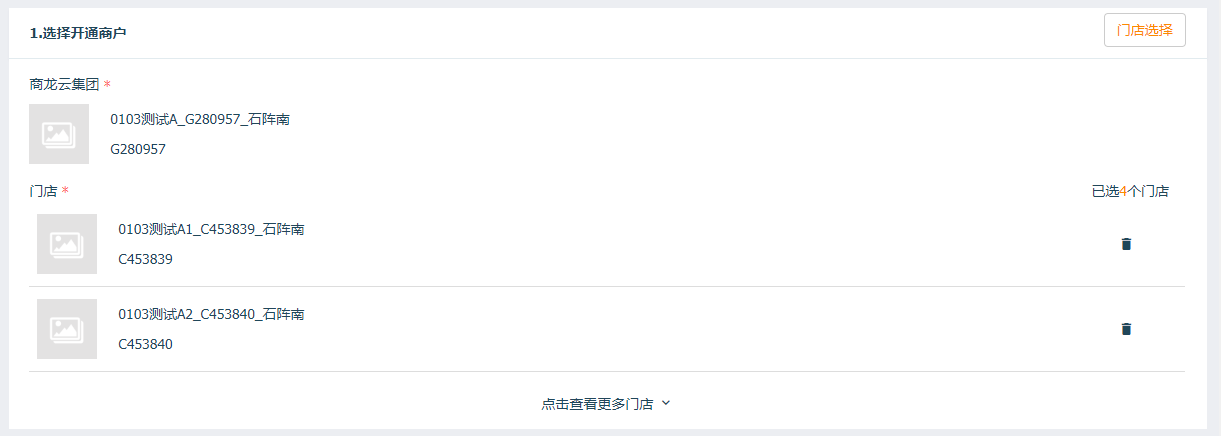 1.选择开通商户
门店选择
商龙云集团 *
0103测试A_G280957_石阵南
G280957
门店 *
已选4个门店
0103测试A1_C453839_石阵南
C453839
0103测试A2_C453840_石阵南
C453840
点击查看更多门店